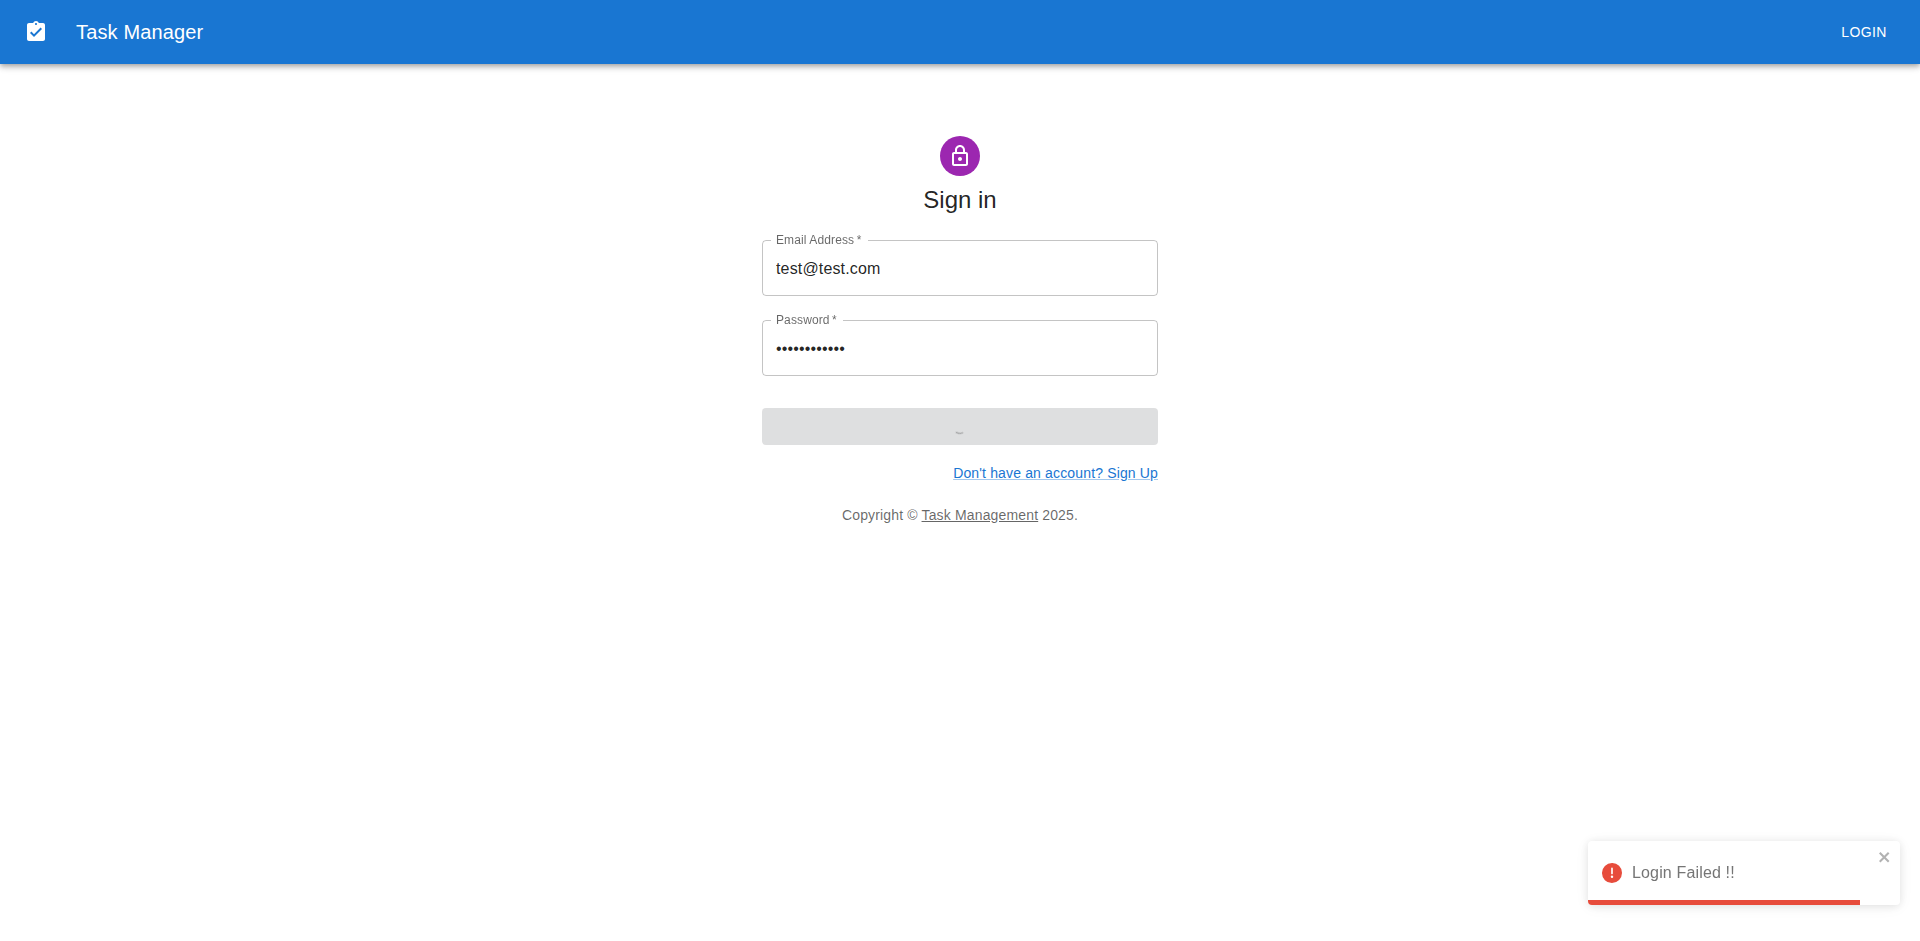 Task Manager
LOGIN
Sign in
Email Address *
test@test.com
Password *
••••••••••••
Don't have an account? Sign Up
Copyright © Task Management 2025.
Login Failed !!